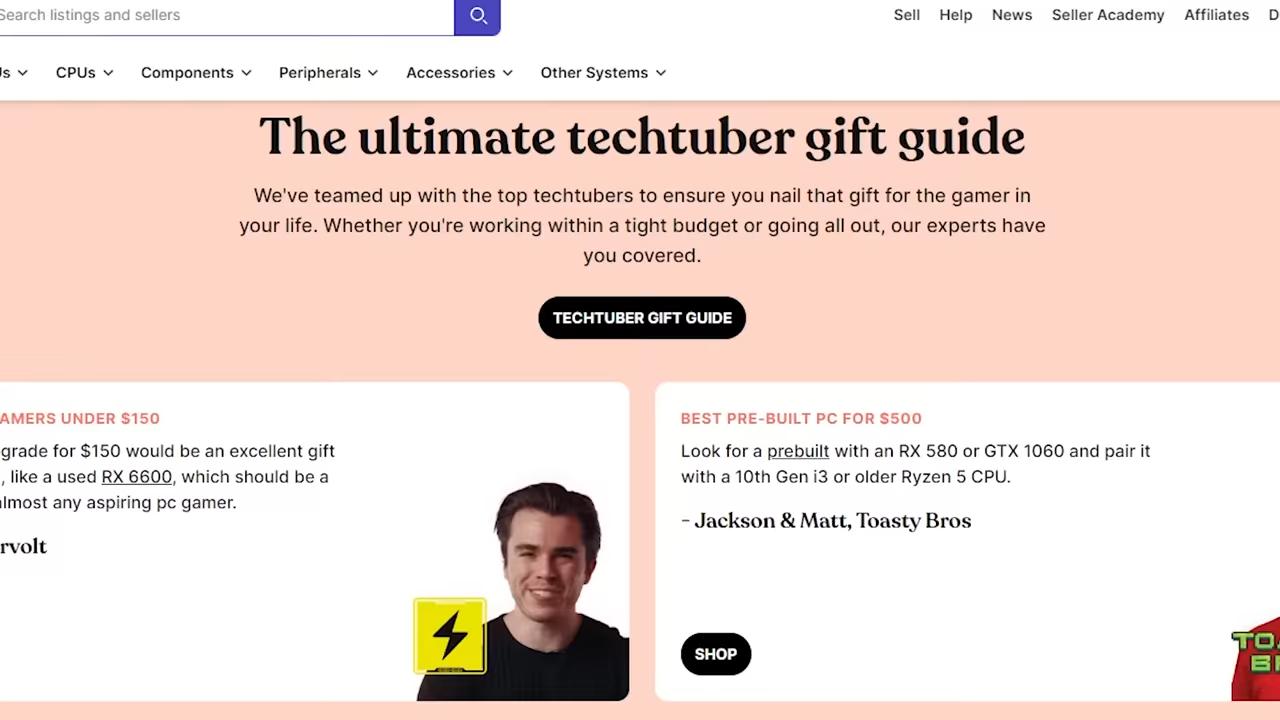 Search listings and sellers
Sell Help News Seller Academy Affiliates
CPUs Components Peripherals Accessories Other Systems
The ultimate techtuber gift guide
We've teamed up with the top techtubers to ensure you nail that gift for the gamer in
your life. Whether you're working within a tight budget or going all out, our experts have
you covered.
TECHTUBER GIFT GUIDE
AMERS UNDER $150
grade for $150 would be an excellent gift
, like a used RX 6600, which should be a
almost any aspiring pc gamer.
rvolt
BEST PRE-BUILT PC FOR $500
Look for a prebuilt with an RX 580 or GTX 1060 and pair it
with a 10th Gen i3 or older Ryzen 5 CPU.
- Jackson & Matt, Toasty Bros
SHOP